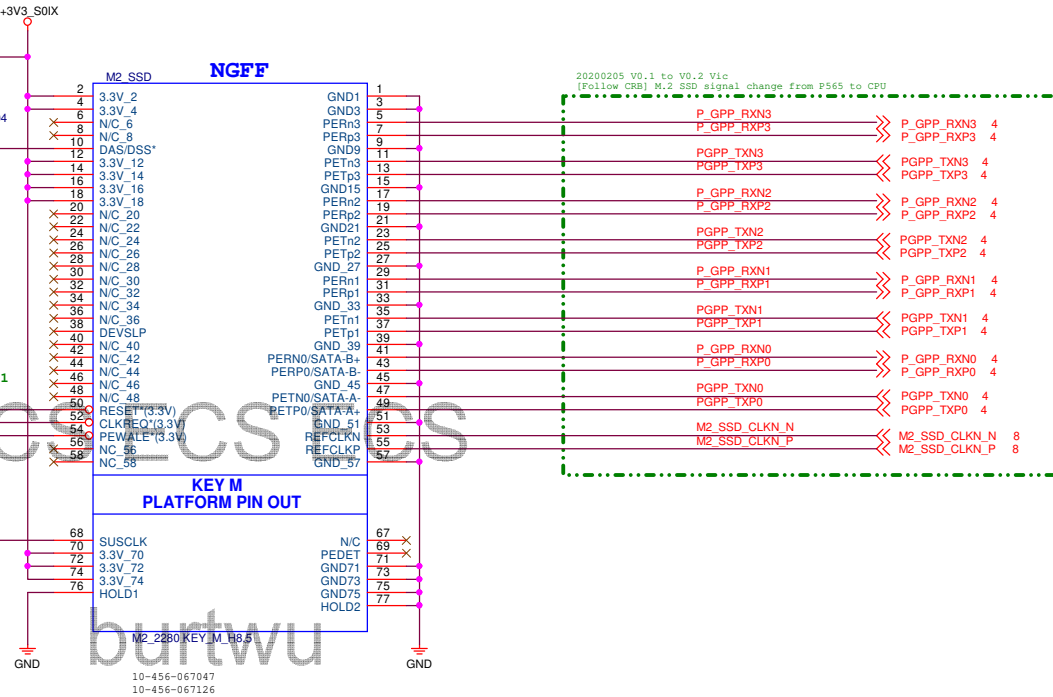 +3V3_S0IX
NGFF
M2_SSD
20200205 V0.1 to V0.2 Vic
[Follow CRB] M.2 SSD signal change from P565 to CPU
2 3.3V_2 GND1 1
4 3.3V_4 GND3 3
6 N/C_6 PERn3 5 P_GPP_RXN3 P_GPP_RXN3 4
8 N/C_8 PERp3 7 P_GPP_RXP3 P_GPP_RXP3 4
10 DAS/DSS* GND9 9
12 3.3V_12 PETn3 11 PGPP_TXN3 PGPP_TXN3 4
14 3.3V_14 PETp3 13 PGPP_TXP3 PGPP_TXP3 4
16 3.3V_16 GND15 15
18 3.3V_18 PERn2 17 P_GPP_RXN2 P_GPP_RXN2 4
20 N/C_20 PERp2 19 P_GPP_RXP2 P_GPP_RXP2 4
22 N/C_22 GND21 21
24 N/C_24 PETn2 23 PGPP_TXN2 PGPP_TXN2 4
26 N/C_26 PETp2 25 PGPP_TXP2 PGPP_TXP2 4
28 N/C_28 GND_27 27
30 N/C_30 PERn1 29 P_GPP_RXN1 P_GPP_RXN1 4
32 N/C_32 PERp1 31 P_GPP_RXP1 P_GPP_RXP1 4
34 N/C_34 GND_33 33
36 N/C_36 PETn1 35 PGPP_TXN1 PGPP_TXN1 4
38 DEVSLP PETp1 37 PGPP_TXP1 PGPP_TXP1 4
40 N/C_40 GND_39 39
42 N/C_42 PERN0/SATA-B+ 41 P_GPP_RXN0 P_GPP_RXN0 4
44 N/C_44 PERP0/SATA-B- 43 P_GPP_RXP0 P_GPP_RXP0 4
46 N/C_46 GND_45 45
48 N/C_48 PETN0/SATA-A- 47 PGPP_TXN0 PGPP_TXN0 4
50 RESET*(3.3V) PETP0/SATA-A+ 49 PGPP_TXP0 PGPP_TXP0 4
52 CLKREQ*(3.3V) GND_51 51
54 PEWALE*(3.3V) REFCLKN 53 M2_SSD_CLKN_N M2_SSD_CLKN_N 8
56 NC_56 REFCLKP 55 M2_SSD_CLKN_P M2_SSD_CLKN_P 8
58 NC_58 GND_57 57
CS ECS ECS
KEY M
PLATFORM PIN OUT
68 SUSCLK N/C 67
70 3.3V_70 PEDET 69
72 3.3V_72 GND71 71
74 3.3V_74 GND73 73
76 HOLD1 GND75 75
HOLD2 77
burtwu
M2_2280 KEY_M_H8.5
GND
GND
10-456-067047
10-456-067126